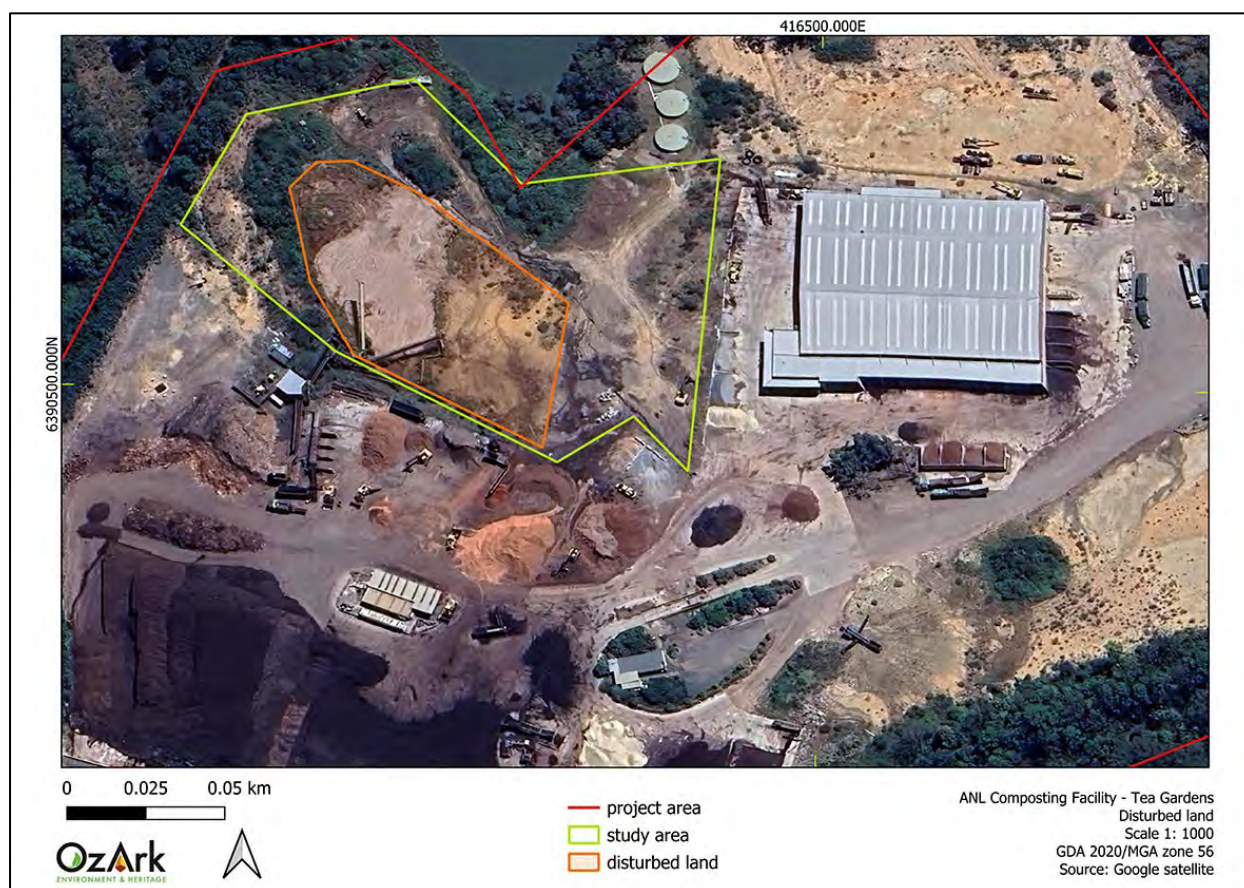 416500.000E
6390500.000N
0 0.025 0.05 km
project area
study area
disturbed land
OzArk
ENVIRONMENT & HERITAGE
ANL Composting Facility - Tea Gardens
Disturbed land
Scale 1: 1000
GDA 2020/MGA zone 56
Source: Google satellite